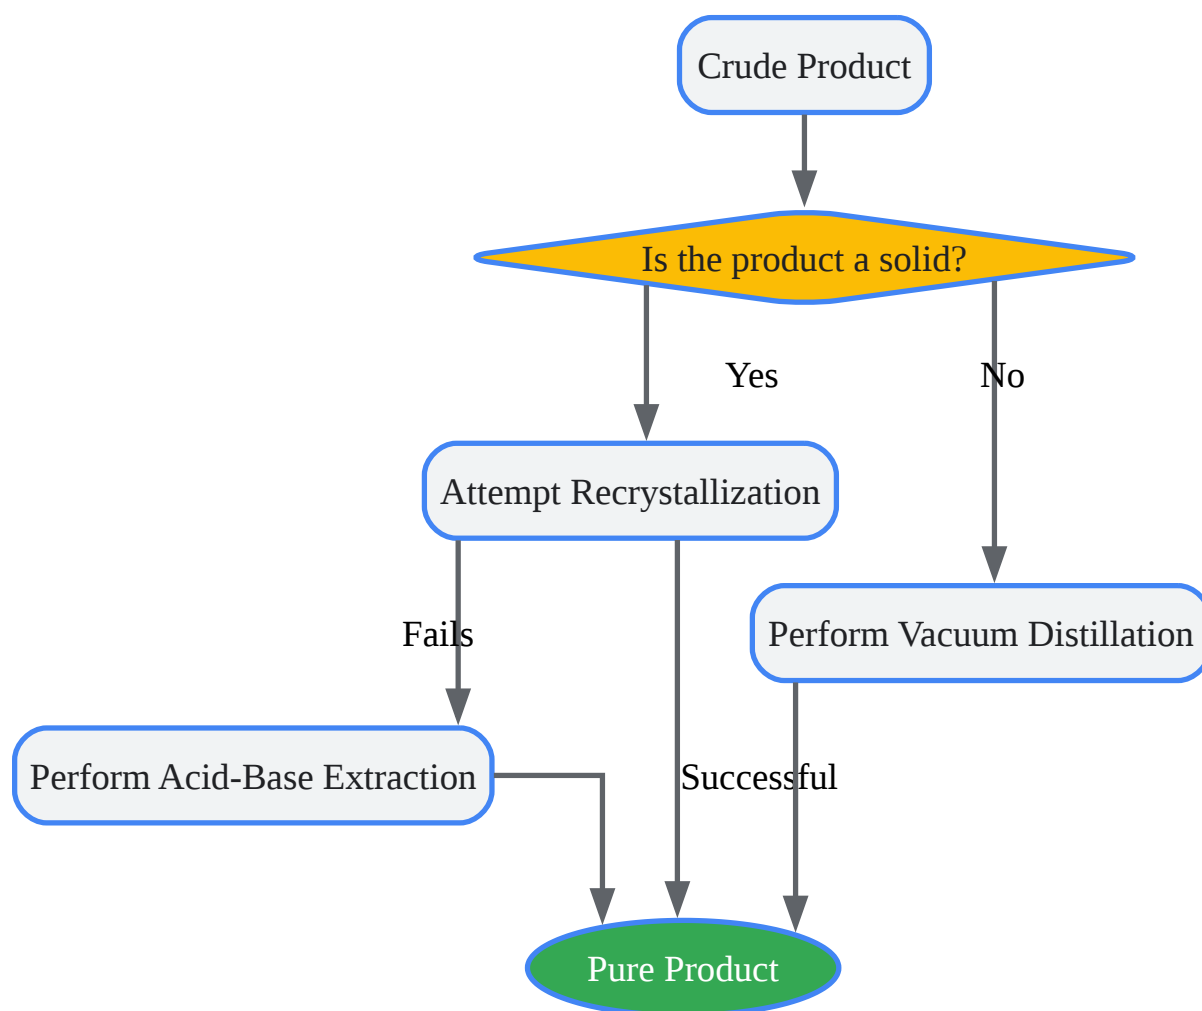 Crude Product
Is the product a solid?
Yes
No
Attempt Recrystallization
Fails
Perform Vacuum Distillation
Perform Acid-Base Extraction
Successful
Pure Product